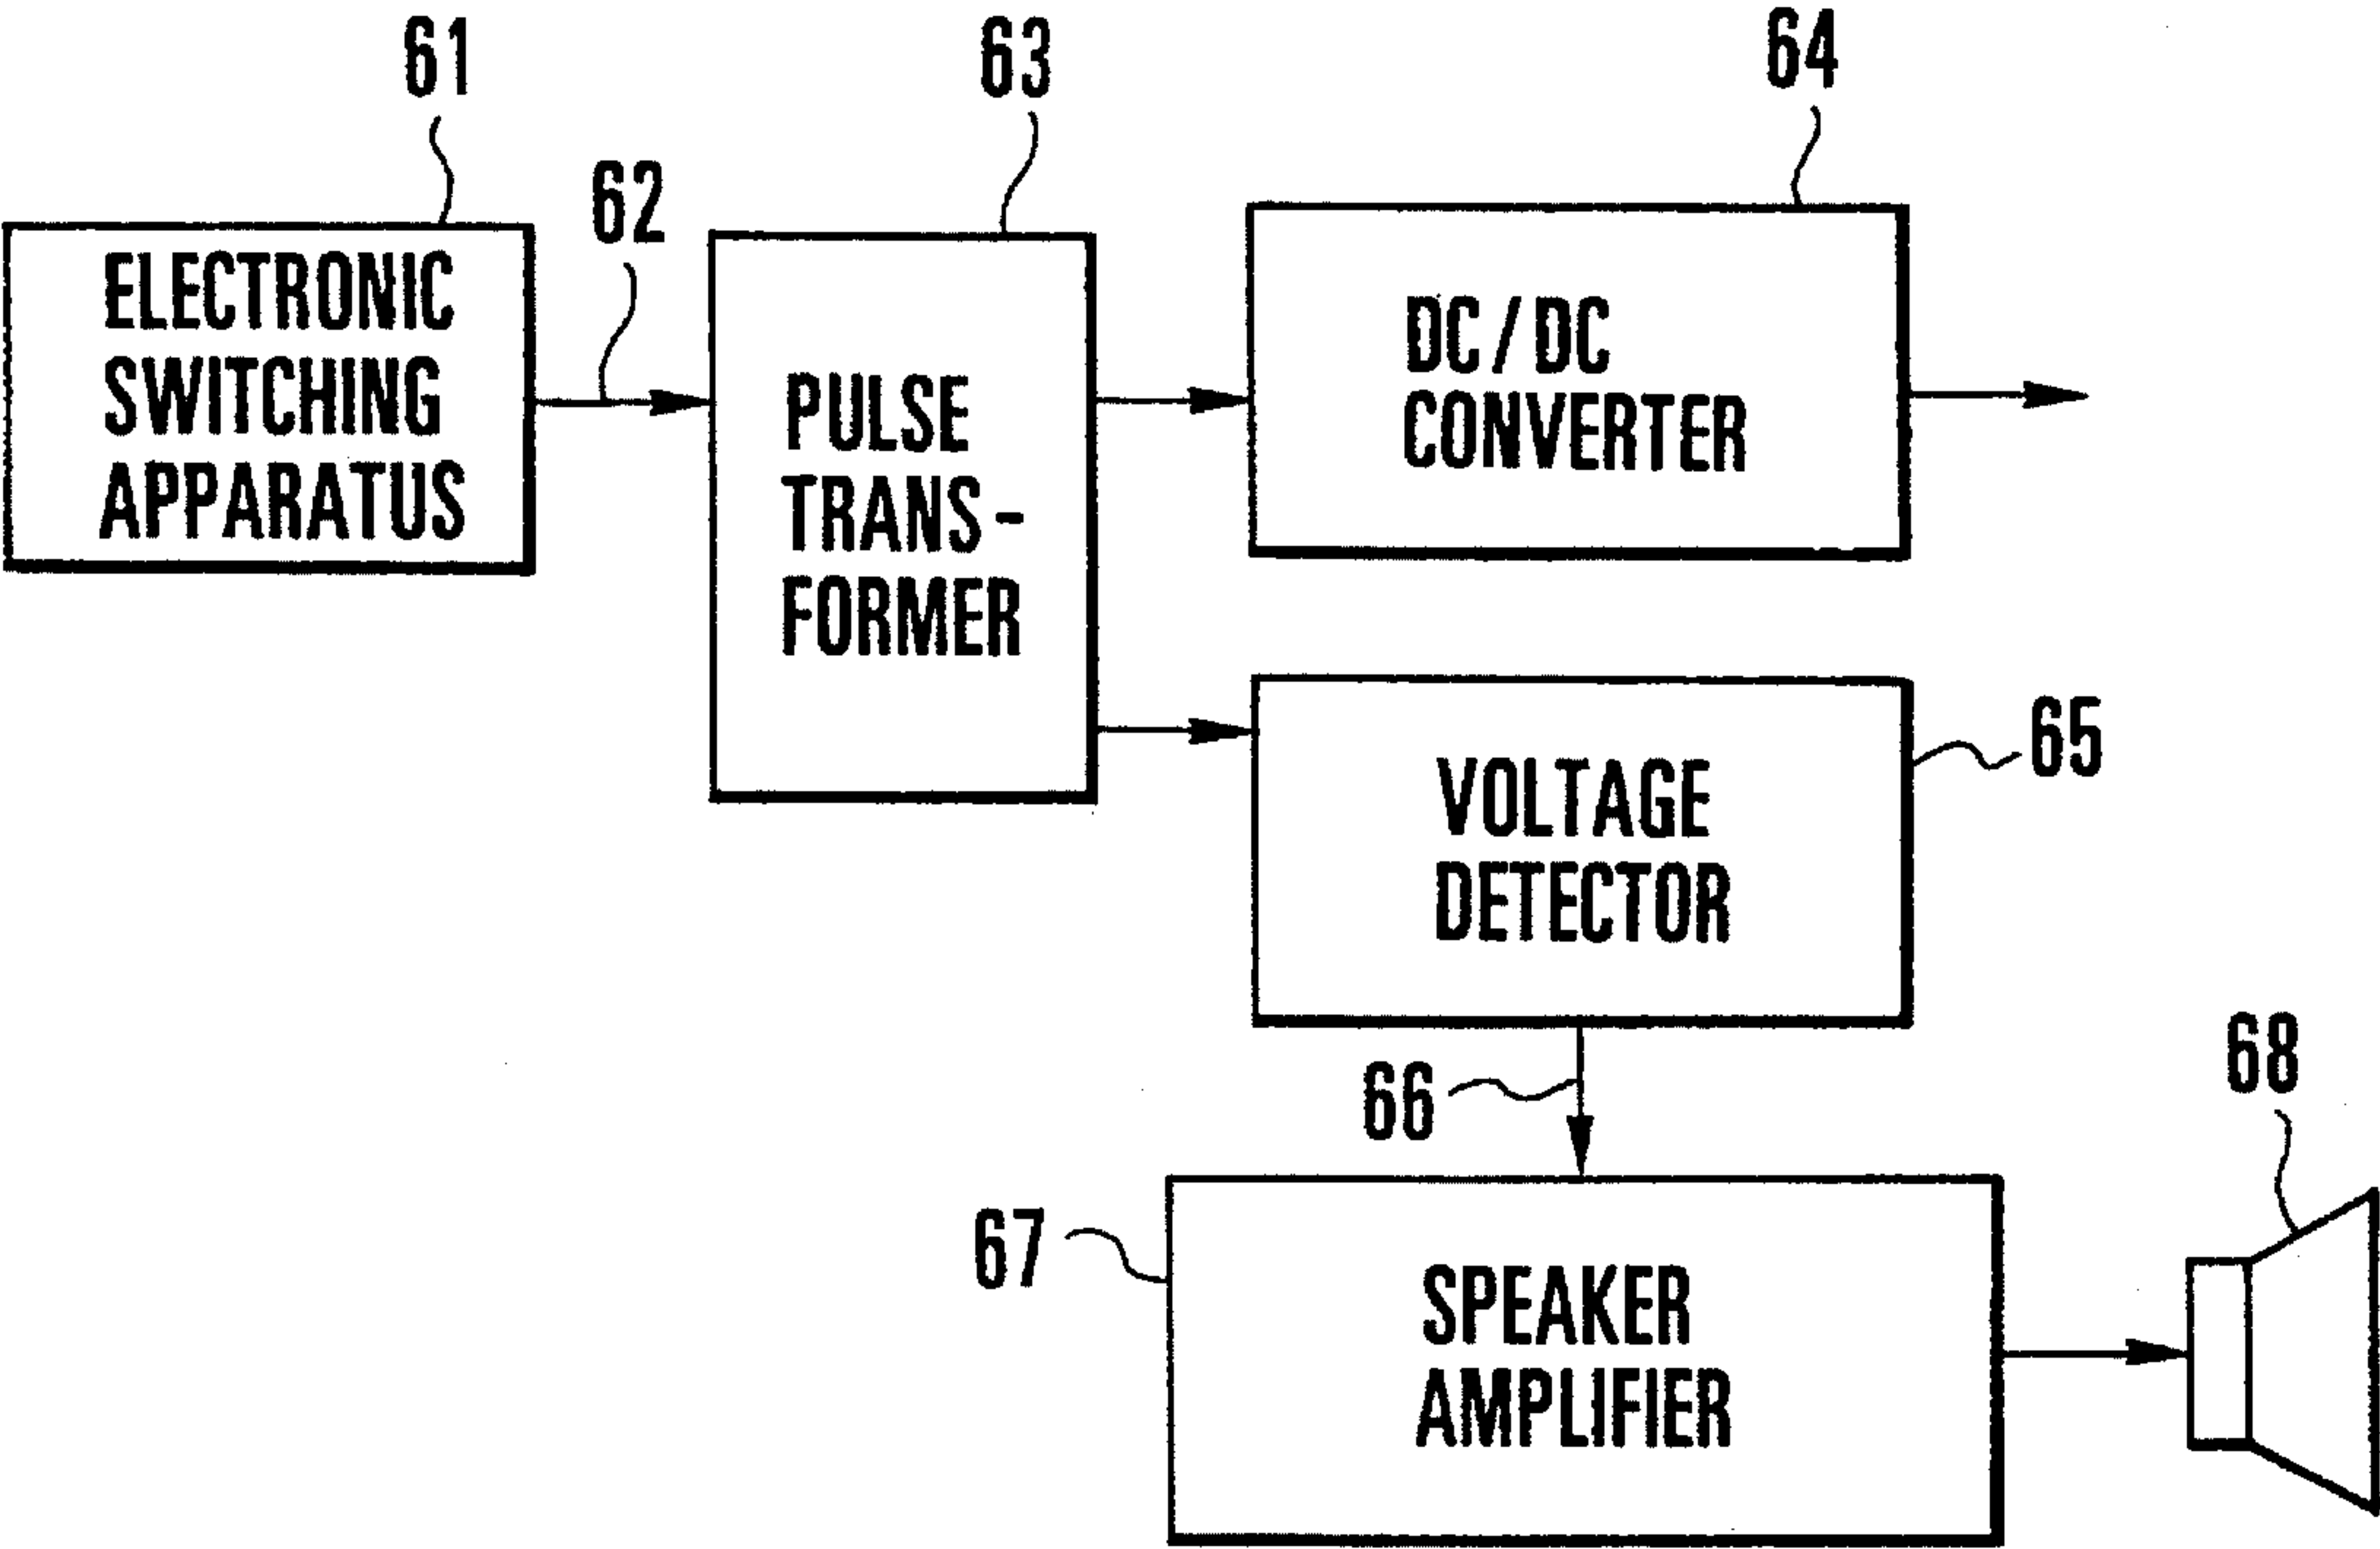 61
62
63
64
ELECTRONIC
SWITCHING
APPARATUS
PULSE
TRANS-
FORMER
DC/DC
CONVERTER
VOLTAGE
DETECTOR
65
66
67
SPEAKER
AMPLIFIER
68